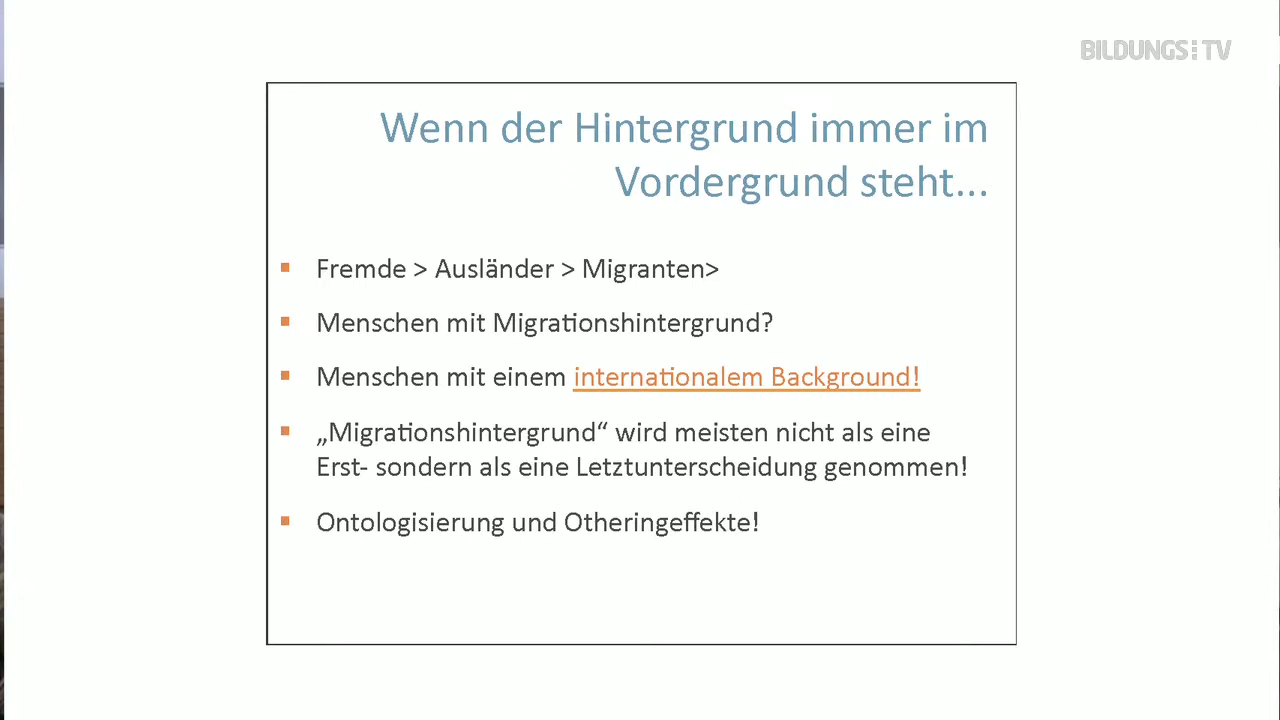 BILDUNGS TV
Wenn der Hintergrund immer im
Vordergrund steht...
Fremde > Ausländer > Migranten>
Menschen mit Migrationshintergrund?
Menschen mit einem internationalem Background!
„Migrationshintergrund“ wird meisten nicht als eine
Erst- sondern als eine Letztunterscheidung genommen!
Ontologisierung und Otheringeffekte!